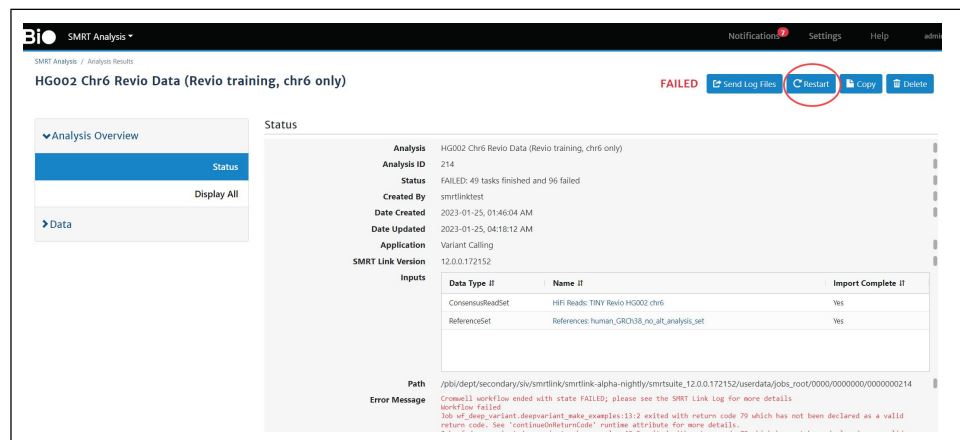 Bio SMRT Analysis Notifications 7 Settings Help admin
SMRT Analysis / Analysis Results
HG002 Chr6 Revio Data (Revio training, chr6 only) FAILED Send Log Files Restart Copy Delete
Analysis Overview
Status
Display All
Data
Status
Analysis HG002 Chr6 Revio Data (Revio training, chr6 only)
Analysis ID 214
Status FAILED: 49 tasks finished and 96 failed
Created By smrtlinktest
Date Created 2023-01-25, 01:46:04 AM
Date Updated 2023-01-25, 04:18:12 AM
Application Variant Calling
SMRT Link Version 12.0.0.172152
Inputs
Data Type Name Import Complete
ConsensusReadSet HiFi Reads: TINY Revio HG002 chr6 Yes
ReferenceSet References: human_GRCh38_no_alt_analysis_set Yes
Path /pbi/dept/secondary/siv/smrtlink/smrtlink-alpha-nightly/smrtsuite_12.0.0.172152/userdata/jobs_root/0000/0000000/0000000214
Error Message Cromwell workflow ended with state FAILED; please see the SMRT Link Log for more details
Workflow failed
Job wf_deep_variant.deepvariant_make_examples:13:2 exited with return code 79 which has not been declared as a valid
return code. See 'continueOnReturnCode' runtime attribute for more details.